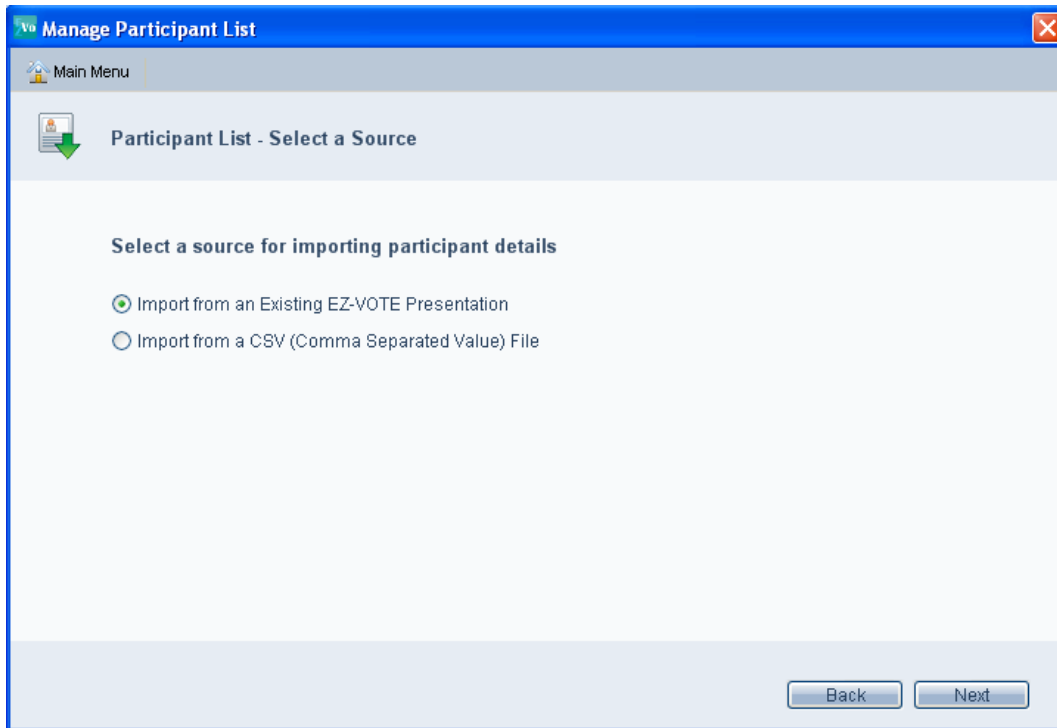 Vo Manage Participant List
Main Menu
Participant List - Select a Source
Select a source for importing participant details
Import from an Existing EZ-VOTE Presentation
Import from a CSV (Comma Separated Value) File
Back Next